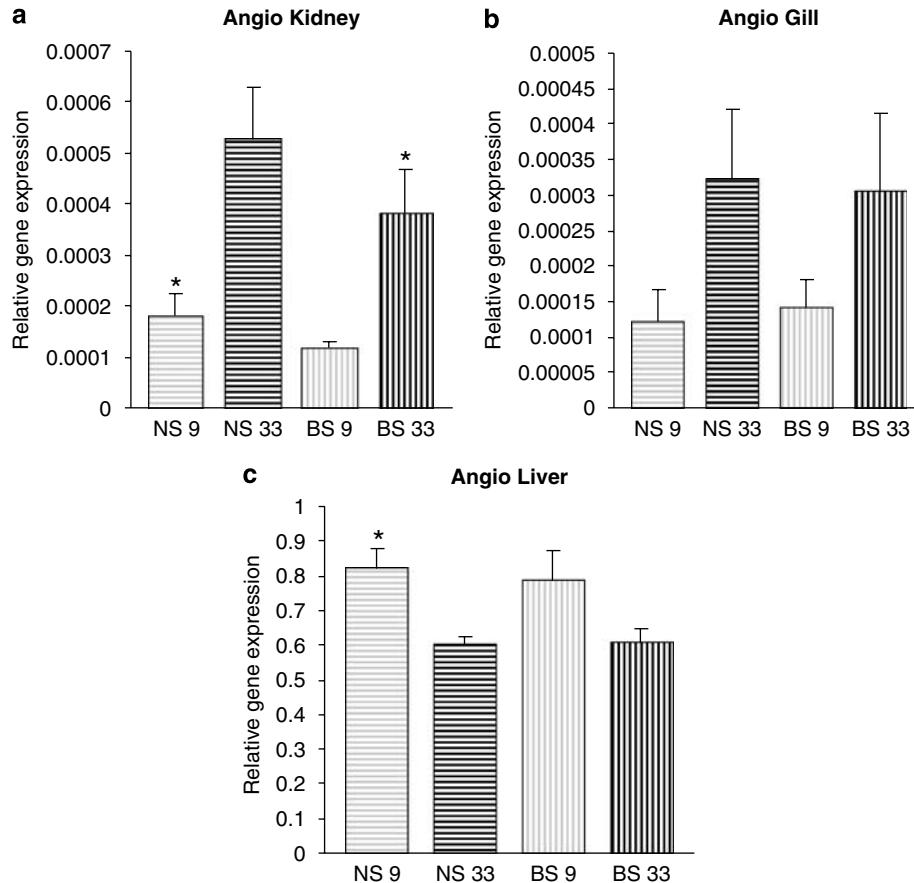 a
Angio Kidney
Relative gene expression
0.0007
0.0006
0.0005
0.0004
0.0003
0.0002
0.0001
0
*
*
NS 9 NS 33 BS 9 BS 33
b
Angio Gill
Relative gene expression
0.0005
0.00045
0.0004
0.00035
0.0003
0.00025
0.0002
0.00015
0.0001
0.00005
0
NS 9 NS 33 BS 9 BS 33
c
Angio Liver
Relative gene expression
1
0.9
0.8
0.7
0.6
0.5
0.4
0.3
0.2
0.1
0
*
NS 9 NS 33 BS 9 BS 33